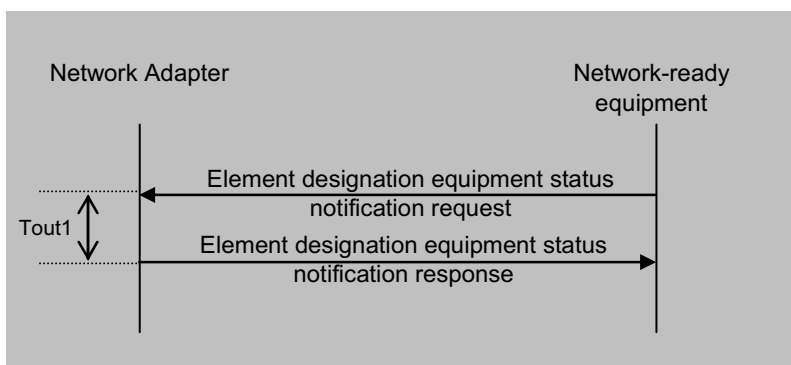 Network Adapter
Network-ready
equipment
Element designation equipment status
notification request
Tout1
Element designation equipment status
notification response